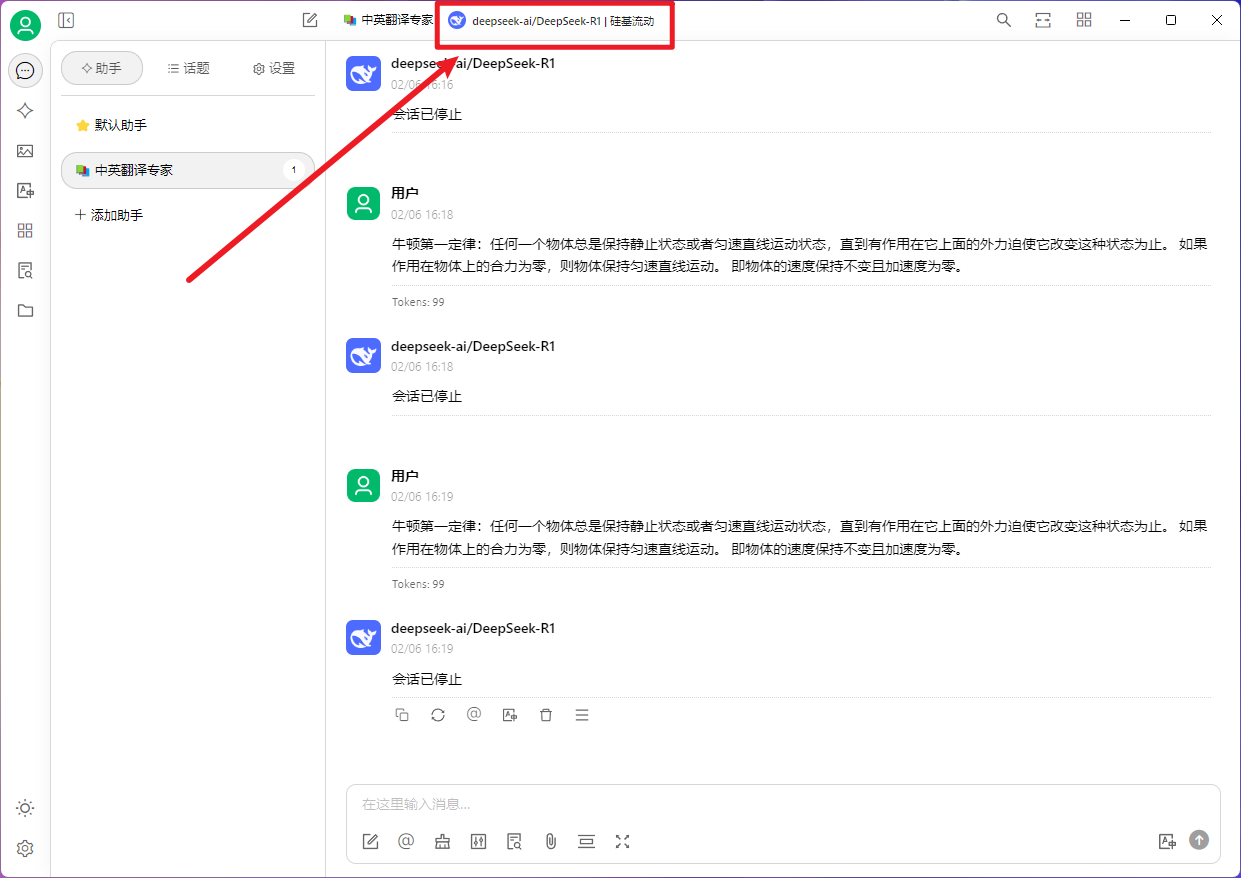 中英翻译专家
deepseek-ai/DeepSeek-R1 | 硅基流动
助手
话题
设置
默认助手
中英翻译专家
1
添加助手
deepseek-ai/DeepSeek-R1
02/06 16:16
会话已停止
用户
02/06 16:18
牛顿第一定律：任何一个物体总是保持静止状态或者匀速直线运动状态，直到有作用在它上面的外力迫使它改变这种状态为止。 如果
作用在物体上的合力为零，则物体保持匀速直线运动。 即物体的速度保持不变且加速度为零。
Tokens: 99
deepseek-ai/DeepSeek-R1
02/06 16:18
会话已停止
用户
02/06 16:19
牛顿第一定律：任何一个物体总是保持静止状态或者匀速直线运动状态，直到有作用在它上面的外力迫使它改变这种状态为止。 如果
作用在物体上的合力为零，则物体保持匀速直线运动。 即物体的速度保持不变且加速度为零。
Tokens: 99
deepseek-ai/DeepSeek-R1
02/06 16:19
会话已停止
在这里输入消息...